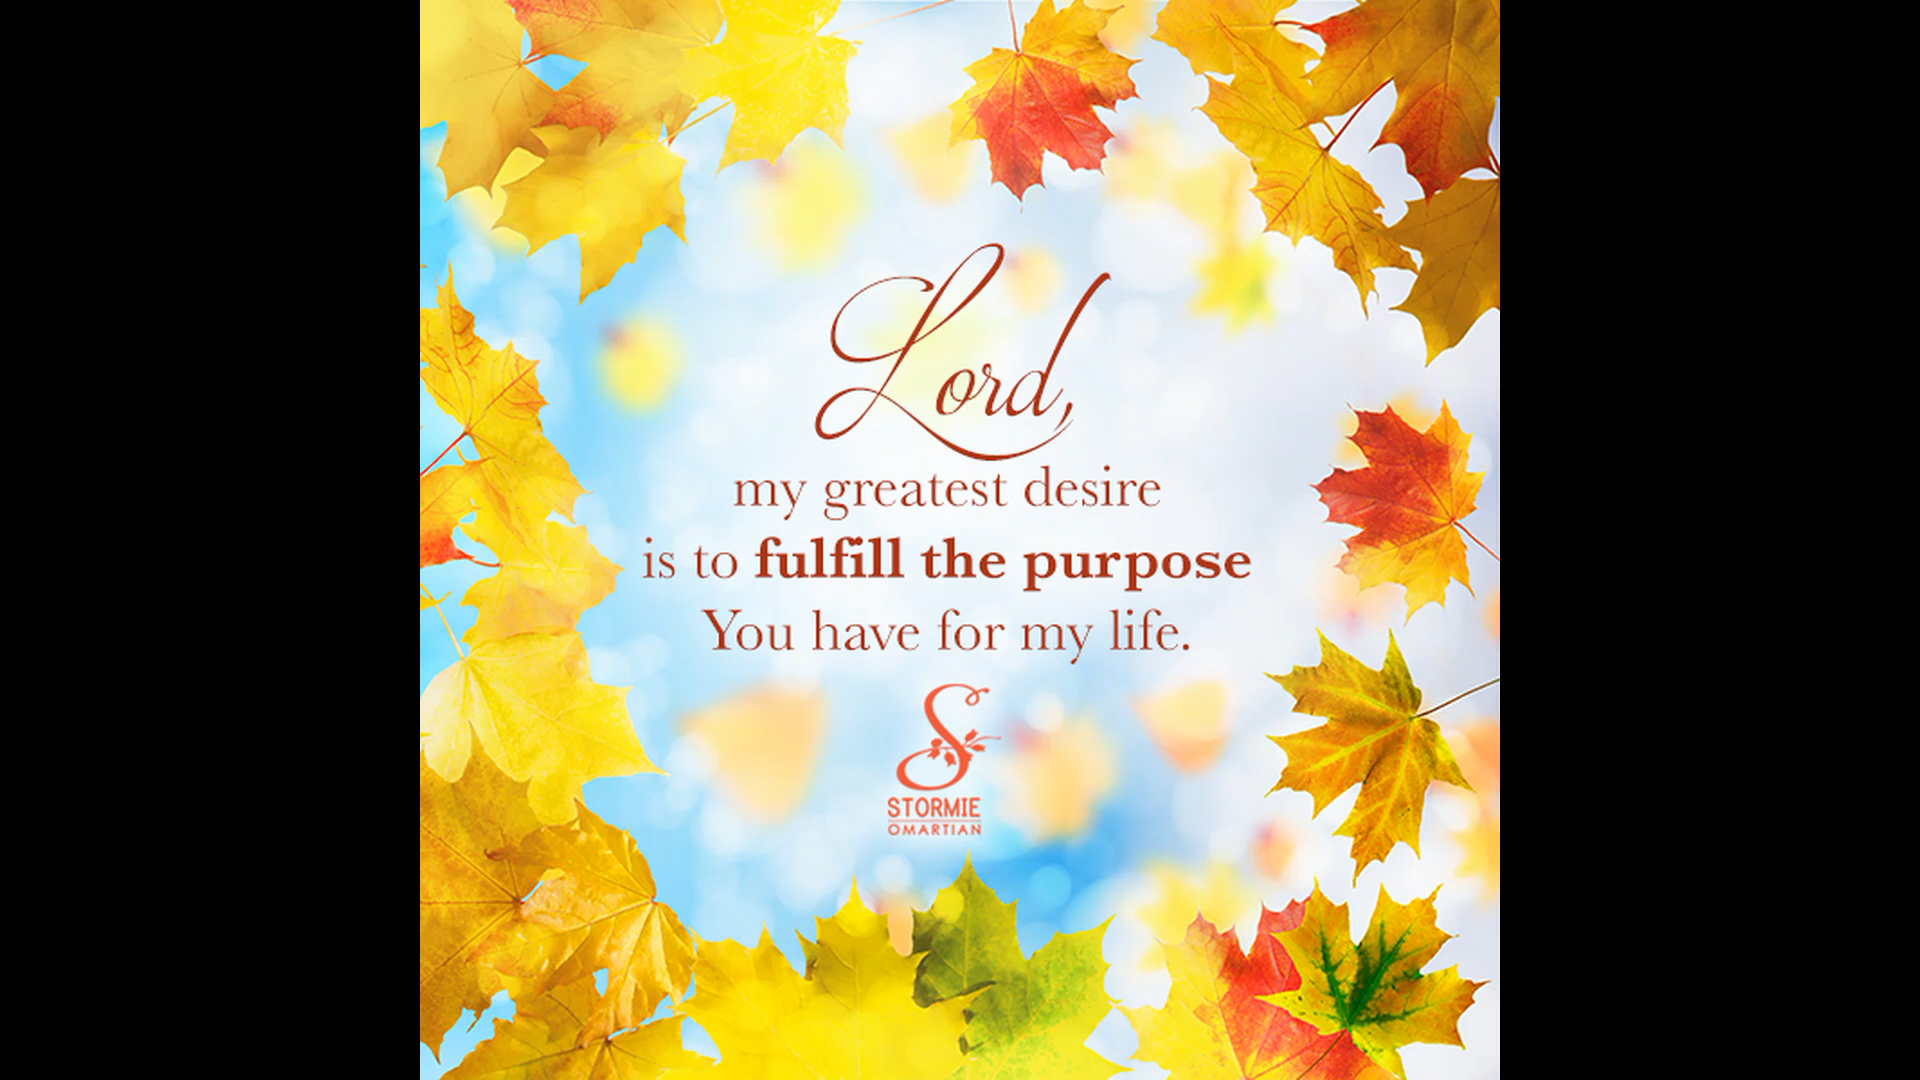 Lord,
my greatest desire
is to fulfill the purpose
You have for my life.
S
STORMIE
OMARTIAN